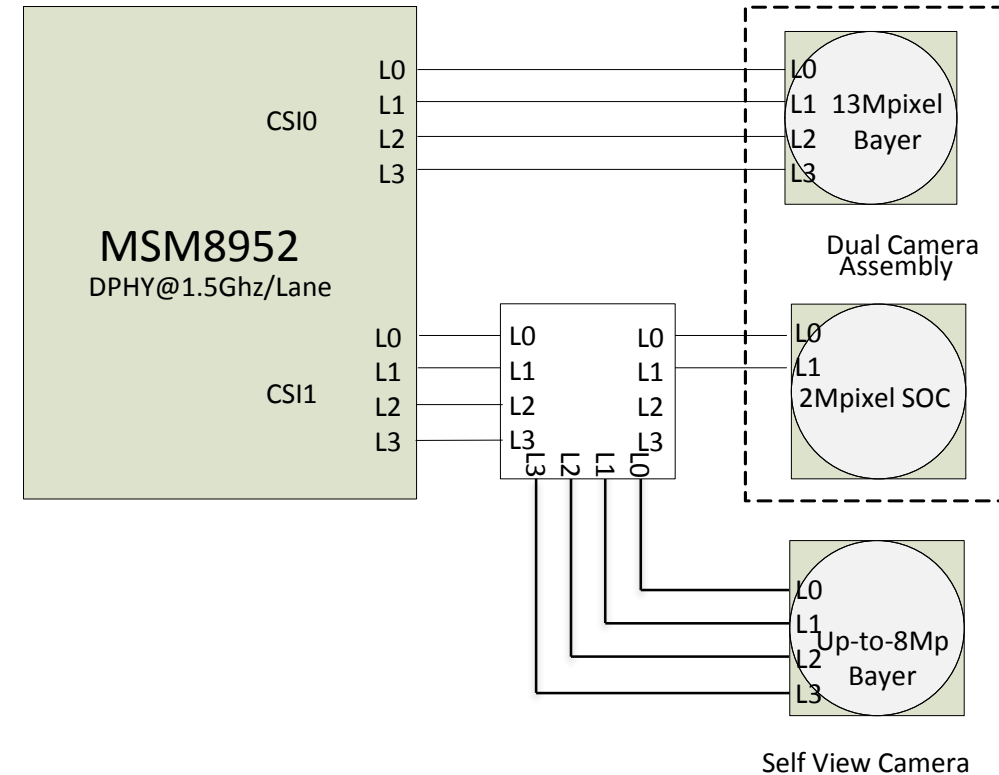 L0
L1
L2
L3
CSI0
MSM8952
DPHY@1.5Ghz/Lane
L0
L1
L2
L3
CSI1
L0
L1
L2
L3
13Mpixel
Bayer
Dual Camera
Assembly
L0
L1
L2
L3
L0
L1
L2
L3
L3
L2
L1
L0
L0
L1
2Mpixel SOC
L0
L1
L2
L3
Up-to-8Mp
Bayer
Self View Camera